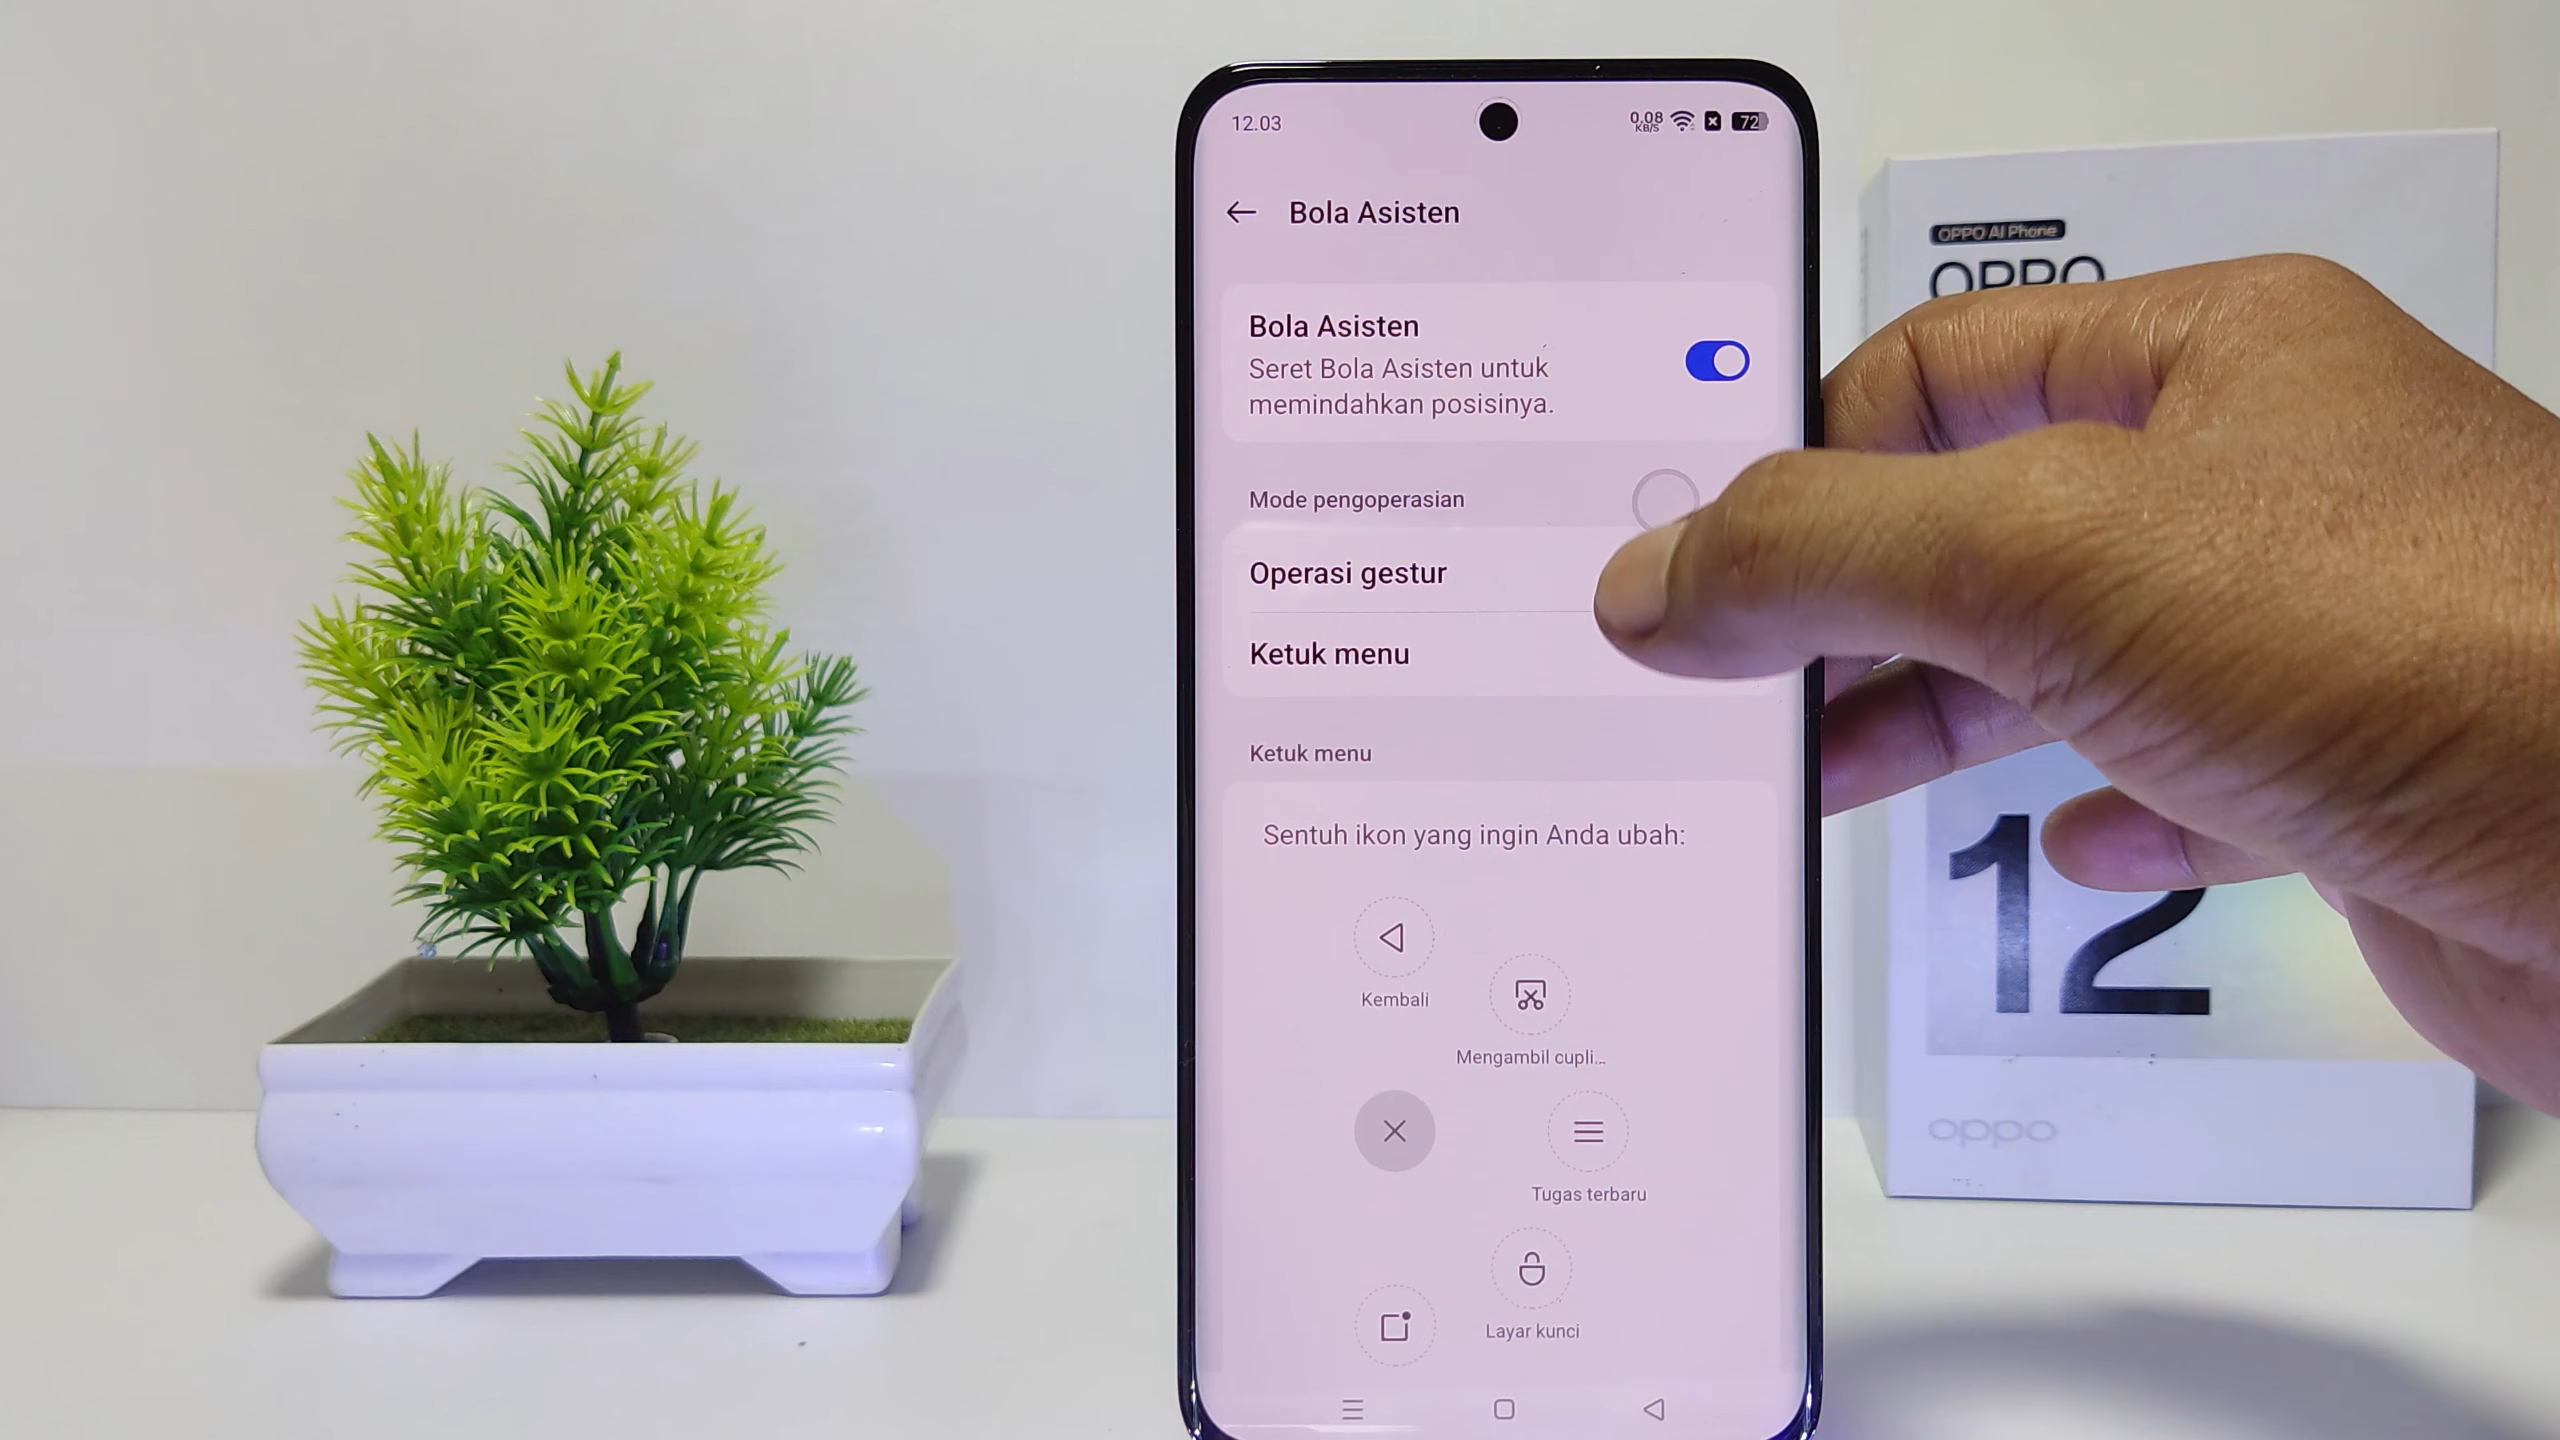 12.03
0.08
KB/S
72
Bola Asisten
Bola Asisten
Seret Bola Asisten untuk
memindahkan posisinya.
Mode pengoperasian
Operasi gestur
Ketuk menu
Ketuk menu
Sentuh ikon yang ingin Anda ubah:
Kembali
Mengambil cupli...
Tugas terbaru
Layar kunci
OPPO AI Phone
OPPO
12
oppo